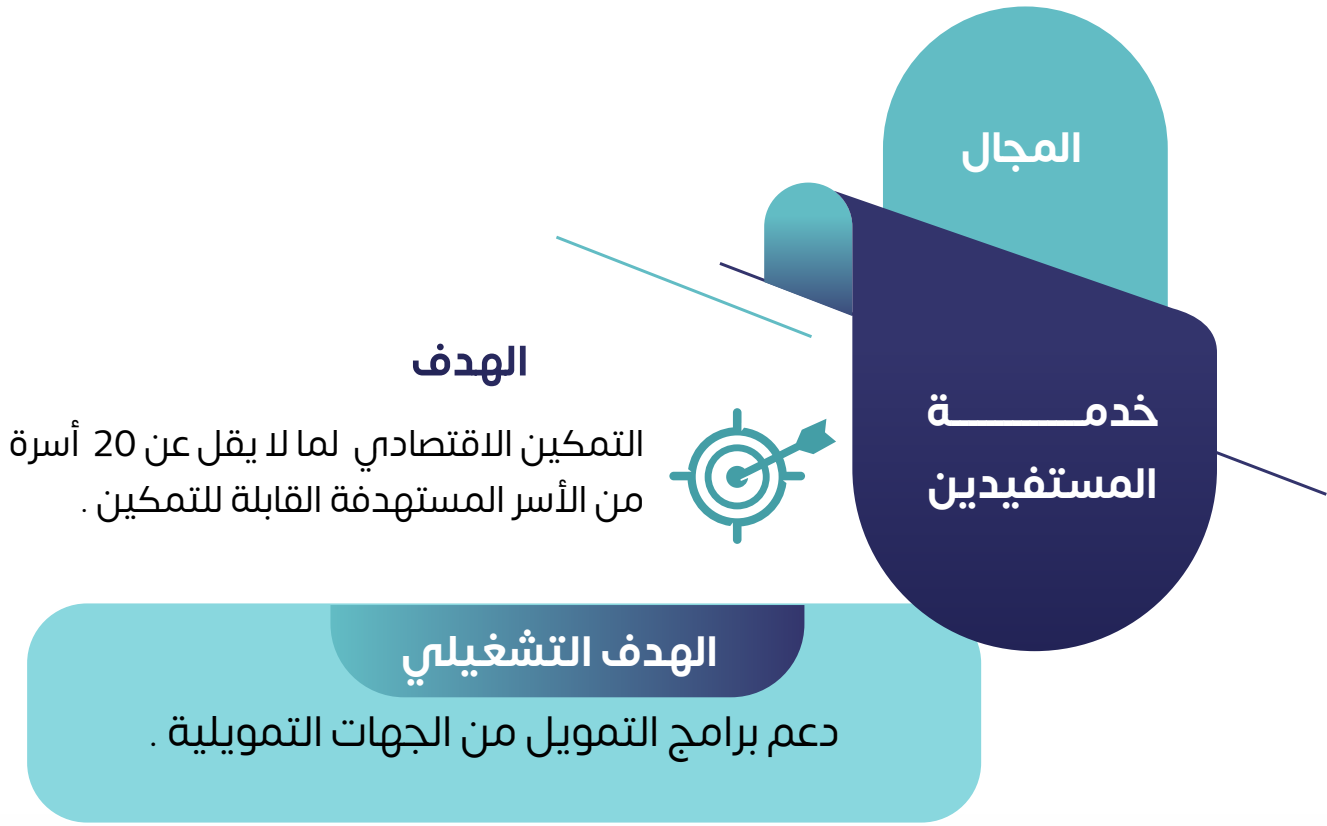 المجال
خدمـــــــــــة
المستفيدين
الهدف
التمكين الاقتصادي لما لا يقل عن 20 أسرة
من الأسر المستهدفة القابلة للتمكين .
الهدف التشغيلي
دعم برامج التمويل من الجهات التمويلية .